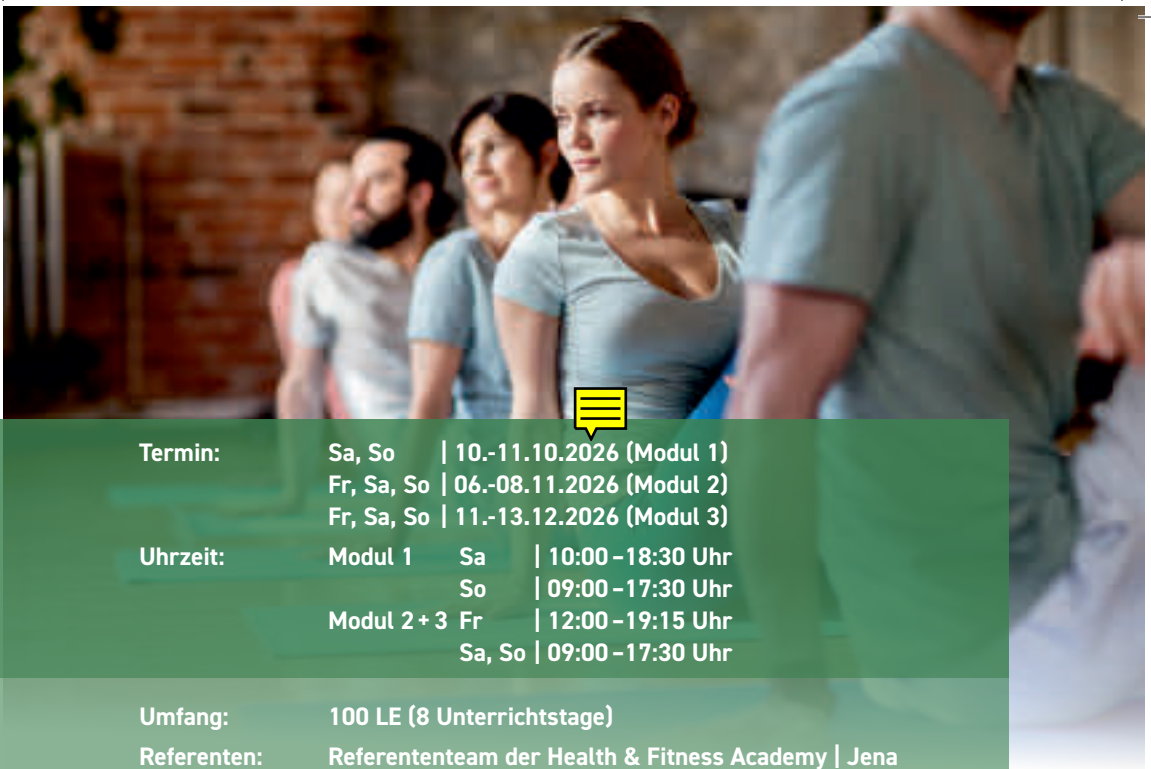 Termin: Sa, So | 10.-11.10.2026 (Modul 1)
Fr, Sa, So | 06.-08.11.2026 (Modul 2)
Fr, Sa, So | 11.-13.12.2026 (Modul 3)
Uhrzeit: Modul 1 Sa | 10:00–18:30 Uhr
So | 09:00–17:30 Uhr
Modul 2+3 Fr | 12:00–19:15 Uhr
Sa, So | 09:00–17:30 Uhr
Umfang: 100 LE (8 Unterrichtstage)
Referenten: Referententeam der Health & Fitness Academy | Jena